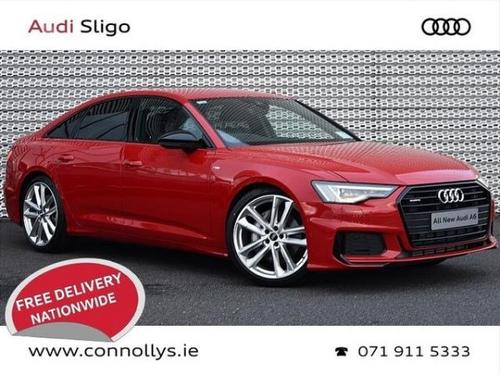 Audi Sligo
All New Audi A6
FREE DELIVERY
NATIONWIDE
www.connollys.ie
☎ 071 911 5333